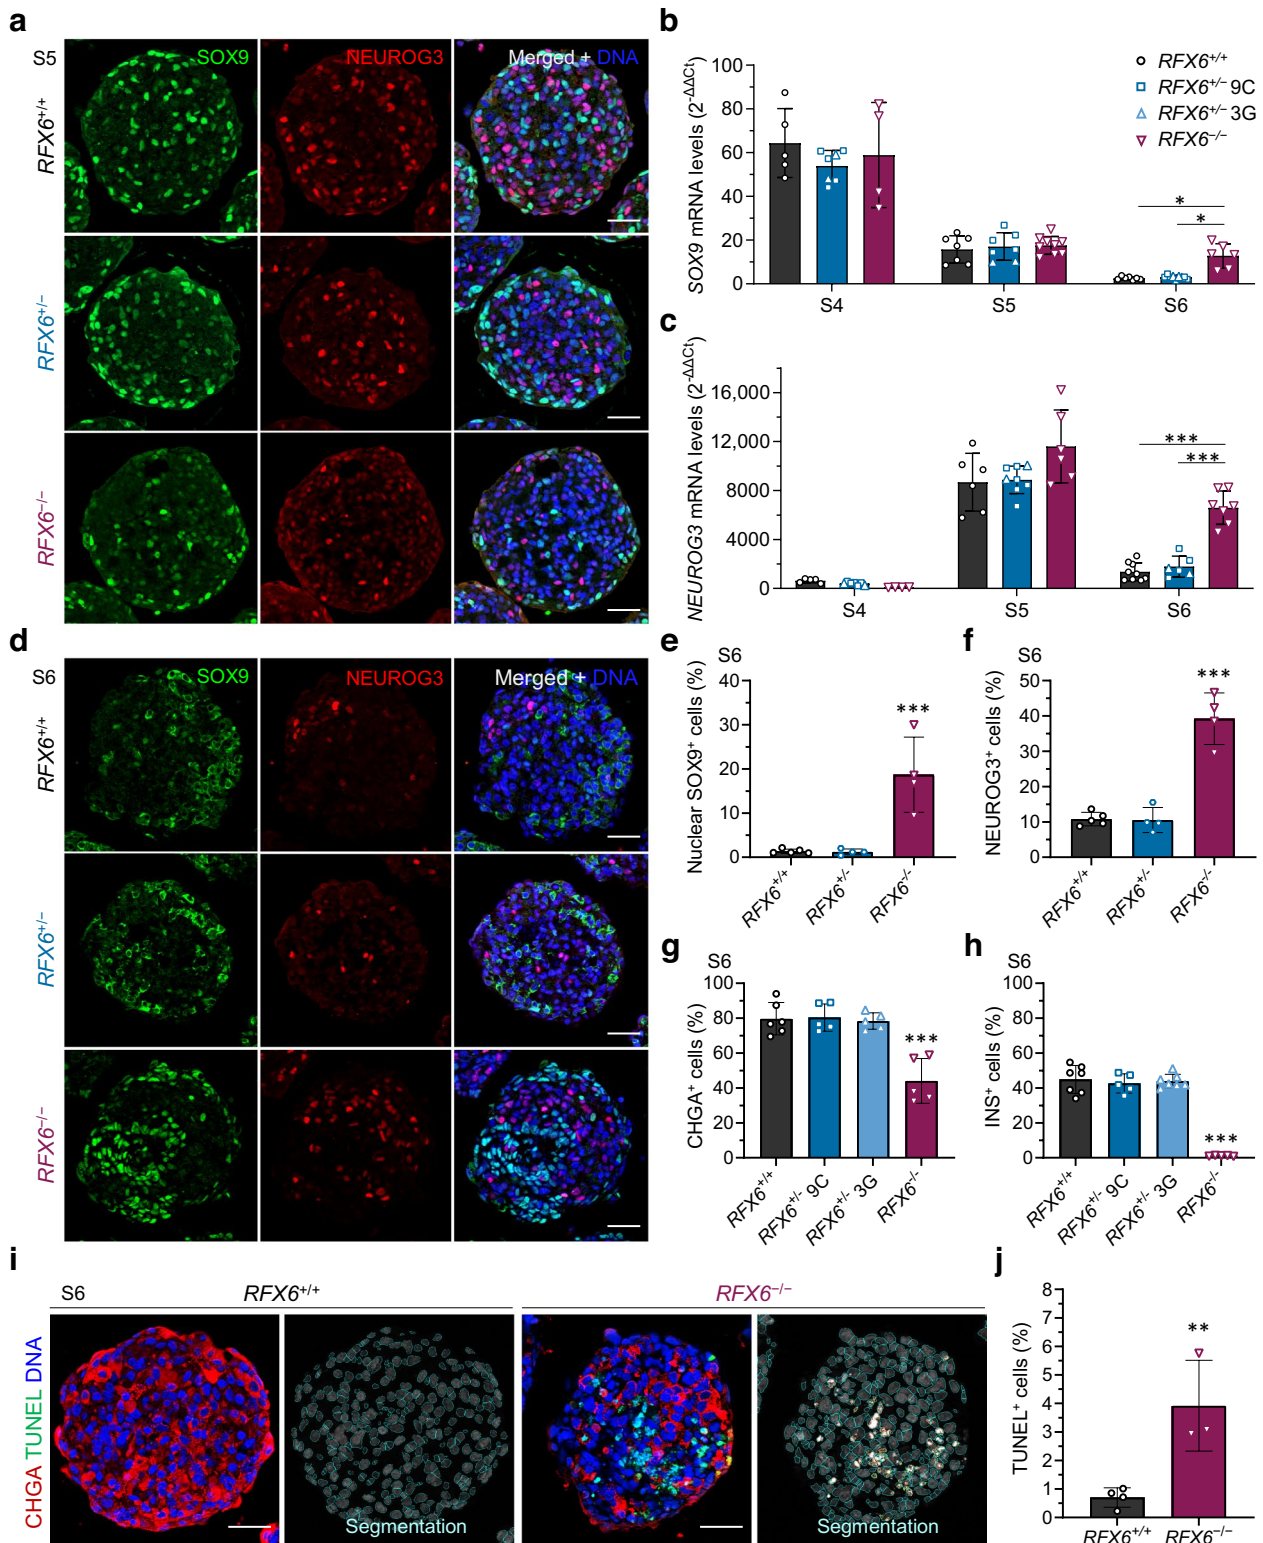 a
S5
SOX9
NEUROG3
Merged + DNA
RFX6+/+
RFX6+/−
RFX6−/−
b
SOX9 mRNA levels (2-ΔΔCt)
100
80
60
40
20
0
S4
S5
S6
*
*
RFX6+/+
RFX6+/− 9C
RFX6+/− 3G
RFX6−/−
c
NEUROG3 mRNA levels (2-ΔΔCt)
16,000
12,000
8000
4000
0
S4
S5
S6
***
***
d
S6
SOX9
NEUROG3
Merged + DNA
RFX6+/+
RFX6+/−
RFX6−/−
e
S6
Nuclear SOX9+ cells (%)
40
30
20
10
0
***
RFX6+/+
RFX6+/-
RFX6-/-
f
S6
NEUROG3+ cells (%)
50
40
30
20
10
0
***
RFX6+/+
RFX6+/-
RFX6-/-
g
S6
CHGA+ cells (%)
100
80
60
40
20
0
***
RFX6+/+
RFX6+/- 9C
RFX6+/- 3G
RFX6-/-
h
S6
INS+ cells (%)
100
80
60
40
20
0
***
RFX6+/+
RFX6+/- 9C
RFX6+/- 3G
RFX6-/-
i
S6
RFX6+/+
RFX6−/−
CHGA TUNEL DNA
Segmentation
Segmentation
j
TUNEL+ cells (%)
8
7
6
5
4
3
2
1
0
**
RFX6+/+
RFX6−/−